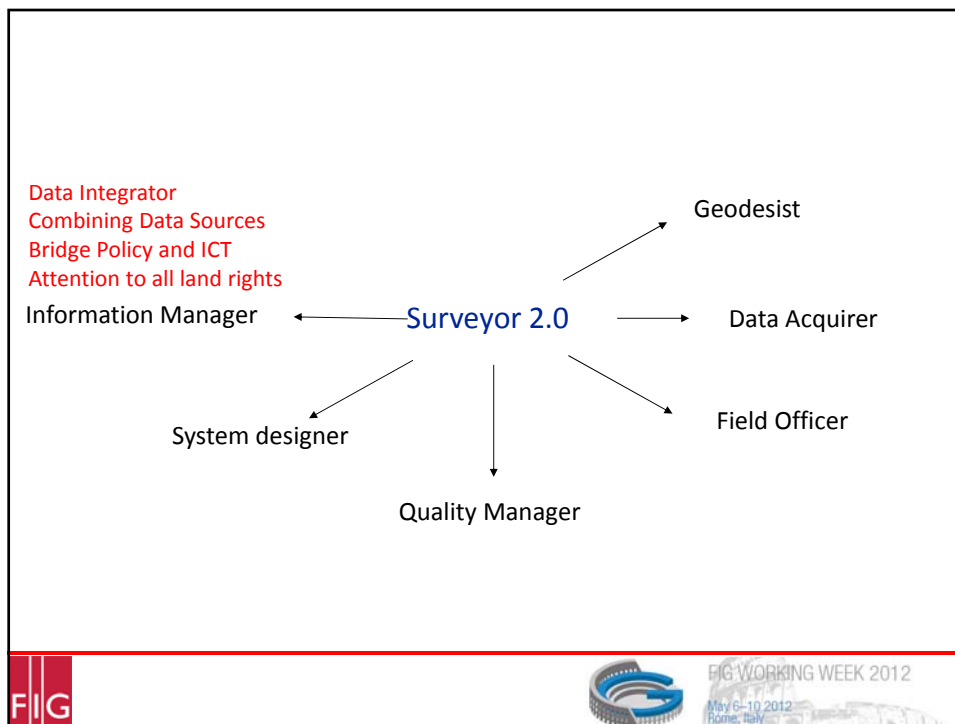 Data Integrator
Combining Data Sources
Bridge Policy and ICT
Attention to all land rights
Information Manager
Surveyor 2.0
Geodesist
Data Acquirer
Field Officer
System designer
Quality Manager
FIG
FIG WORKING WEEK 2012
May 6-10 2012
Rome, Italy